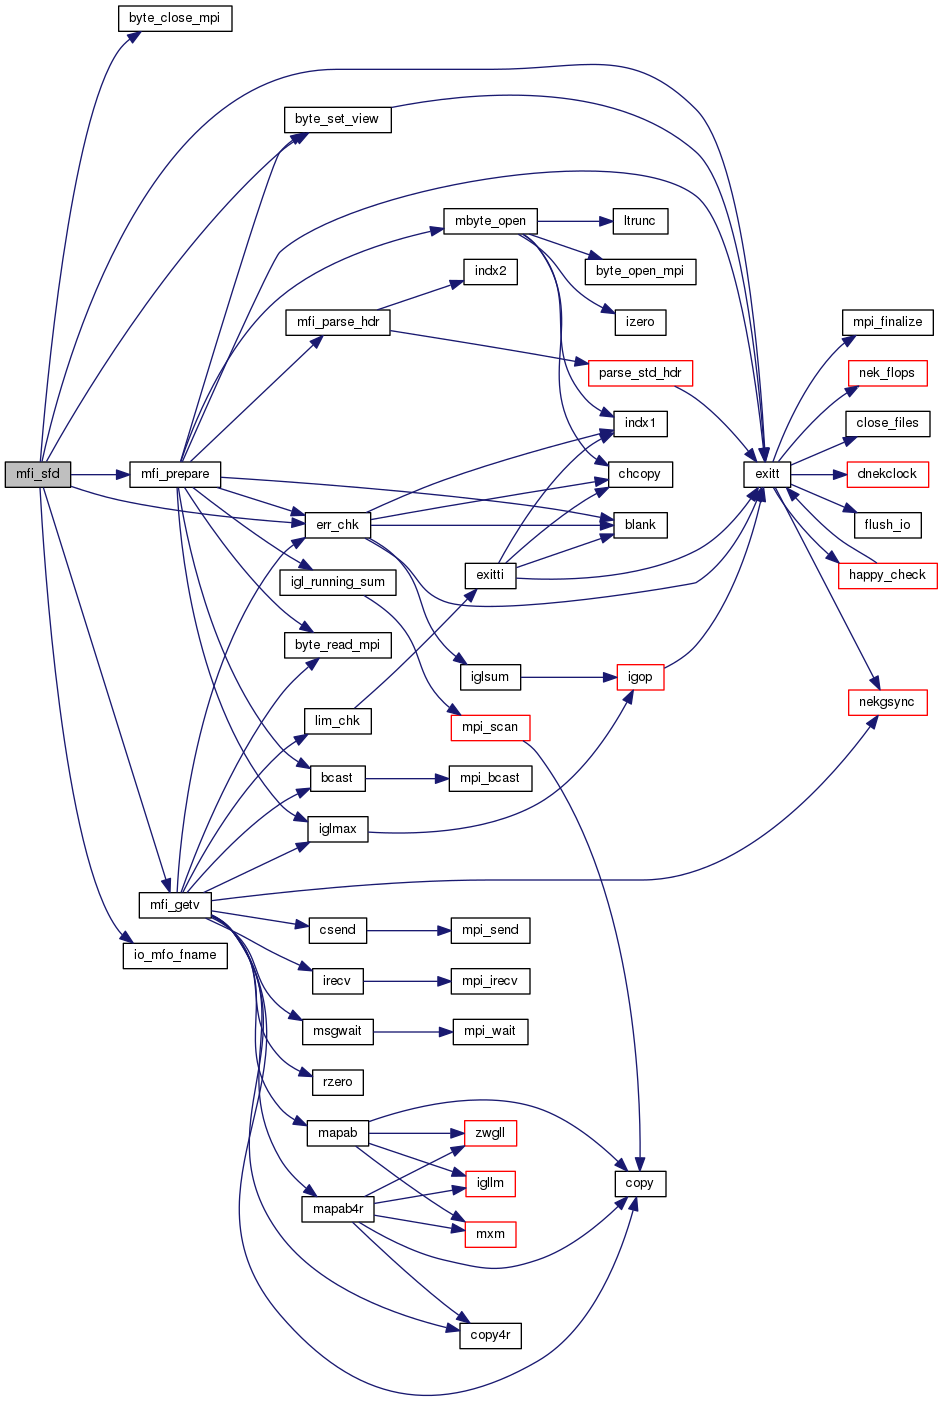 byte_close_mpi
byte_set_view
mbyte_open
ltrunc
indx2
byte_open_mpi
mfi_parse_hdr
izero
mpi_finalize
parse_std_hdr
nek_flops
indx1
close_files
mfi_sfd
mfi_prepare
chcopy
exitt
dnekclock
err_chk
blank
flush_io
igl_running_sum
exitti
happy_check
byte_read_mpi
iglsum
igop
nekgsync
lim_chk
mpi_scan
bcast
mpi_bcast
iglmax
mfi_getv
csend
mpi_send
io_mfo_fname
irecv
mpi_irecv
msgwait
mpi_wait
rzero
mapab
zwgll
igllm
copy
mapab4r
mxm
copy4r